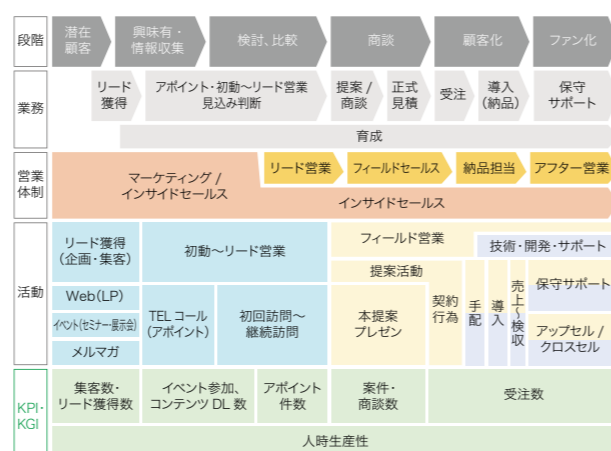 段階
潜在
顧客
興味有・
情報収集
検討、比較
商談
顧客化
ファン化
業務
リード
獲得
アポイント・初動〜リード営業
見込み判断
提案 /
商談
正式
見積
受注
導入
(納品)
保守
サポート
育成
営業
体制
マーケティング /
インサイドセールス
リード営業
フィールドセールス
納品担当
アフター営業
インサイドセールス
活動
リード獲得
(企画・集客)
初動〜リード営業
フィールド営業
技術・開発・サポート
Web(LP)
イベント(セミナー・展示会)
メルマガ
TEL コール
(アポイント)
初回訪問〜
継続訪問
提案活動
本提案
プレゼン
契約
行為
手配
導入
売上〜検収
保守サポート
アップセル /
クロスセル
KPI・
KGI
集客数・
リード獲得数
イベント参加、
コンテンツ DL 数
アポイント
件数
案件・
商談数
受注数
人時生産性